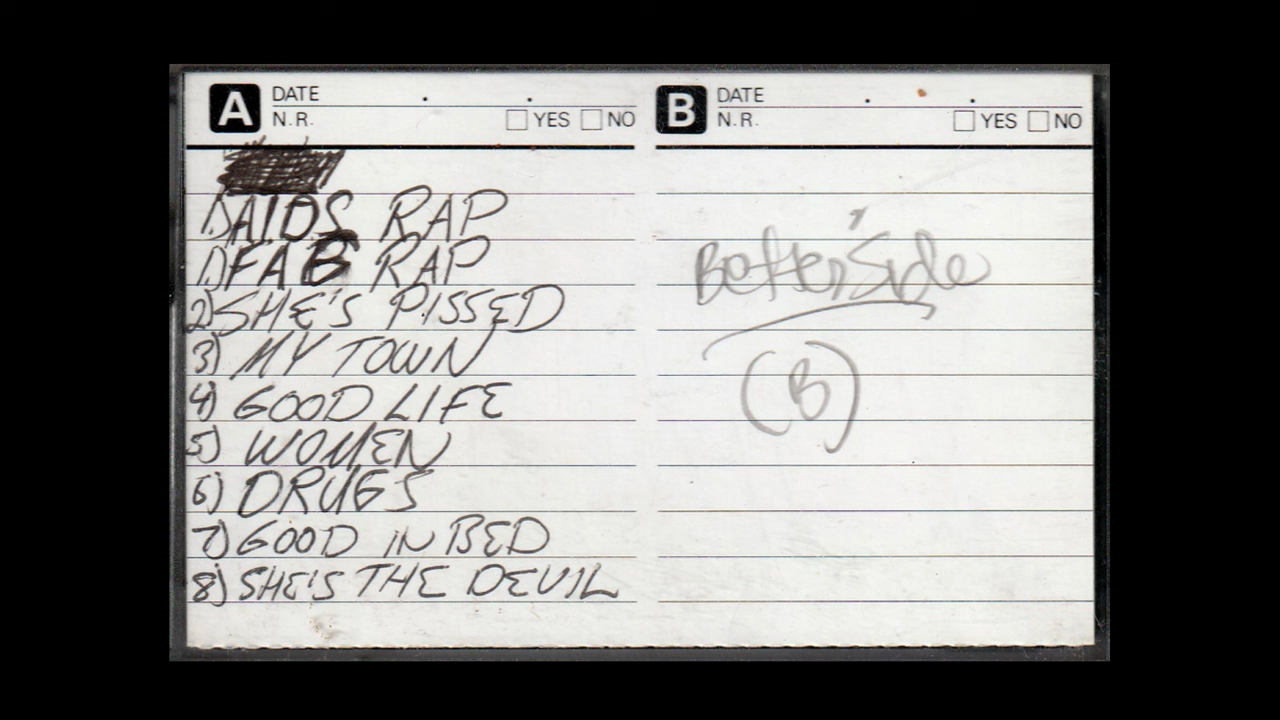 A DATE . .
N.R. YES NO
1) AIDS RAP
1) FAB RAP
2) SHE'S PISSED
3) MY TOWN
4) GOOD LIFE
5) WOMEN
6) DRUGS
7) GOOD IN BED
8) SHE'S THE DEVIL
B DATE . .
N.R. YES NO
Better Side
(B)